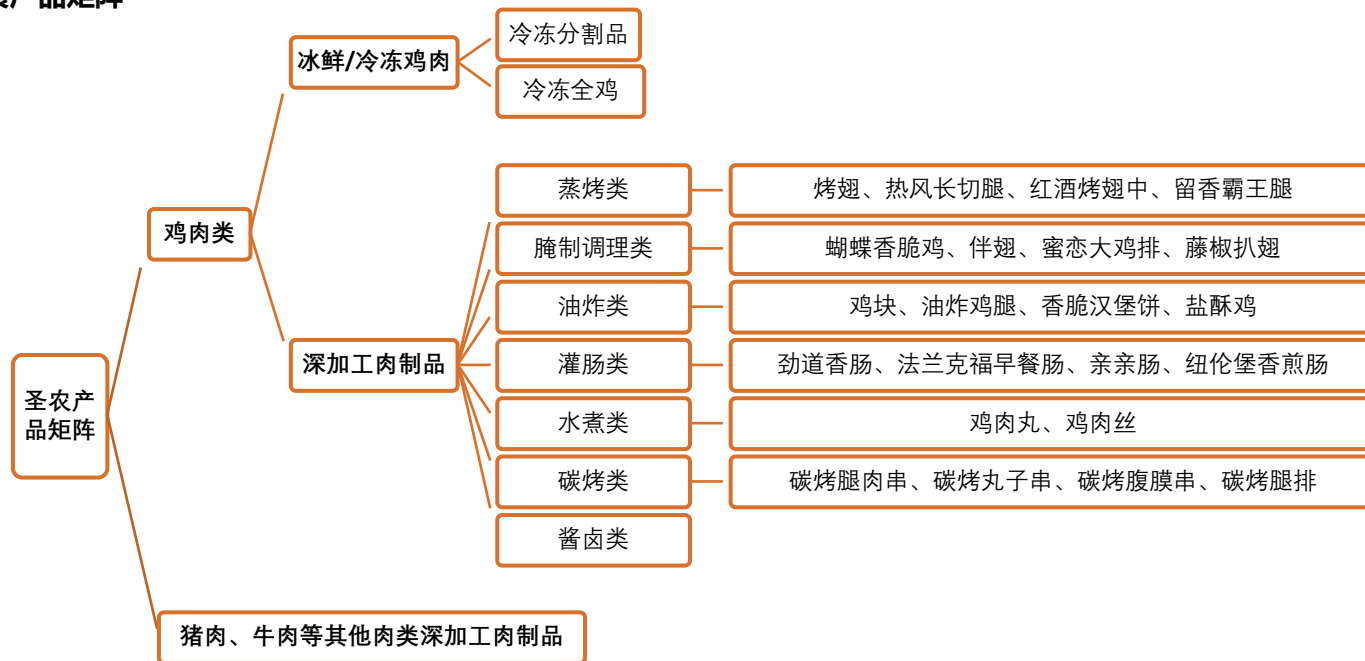 产品矩阵
冷冻分割品
冰鲜/冷冻鸡肉
冷冻全鸡
蒸烤类
烤翅、热风长切腿、红酒烤翅中、留香霸王腿
鸡肉类
腌制调理类
蝴蝶香脆鸡、伴翅、蜜恋大鸡排、藤椒扒翅
油炸类
鸡块、油炸鸡腿、香脆汉堡饼、盐酥鸡
深加工肉制品
灌肠类
劲道香肠、法兰克福早餐肠、亲亲肠、纽伦堡香煎肠
圣农产
品矩阵
水煮类
鸡肉丸、鸡肉丝
碳烤类
碳烤腿肉串、碳烤丸子串、碳烤腹膜串、碳烤腿排
酱卤类
猪肉、牛肉等其他肉类深加工肉制品